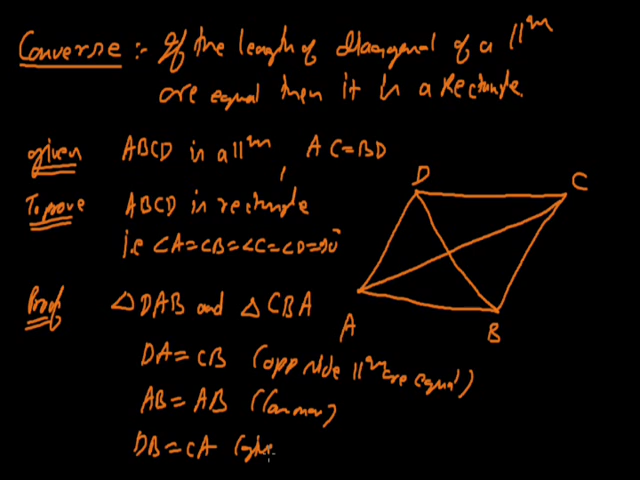 Converse :- If the length of diagonal of a ||gm
are equal then it is a Rectangle.
given ABCD is a ||gm, AC=BD
To prove ABCD is rectangle
i.e ∠A=∠B=∠C=∠D=90°
Proof △DAB and △CBA
DA = CB (opp side ||gm are equal)
AB = AB (Common)
DB = CA (give
D
C
A
B